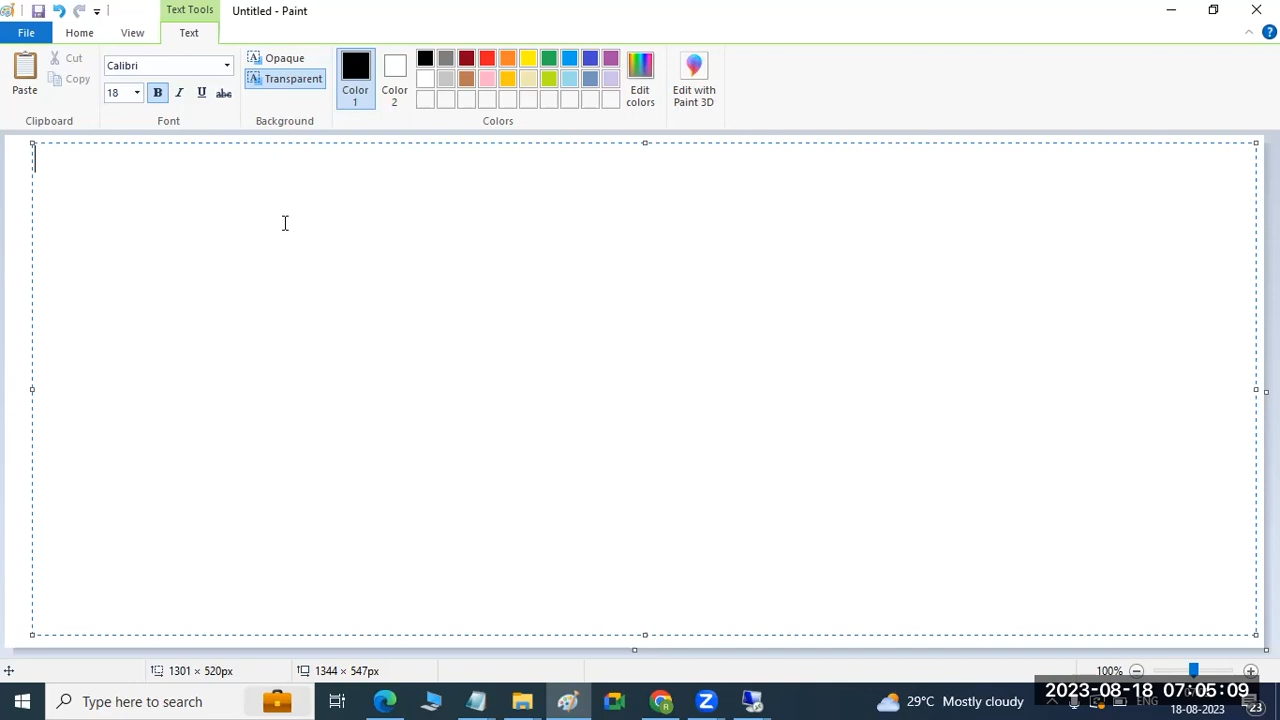 Text Tools
Untitled - Paint
File
Home
View
Text
Paste
Cut
Copy
Clipboard
Calibri
18
B
I
U
abc
Font
Opaque
Transparent
Background
Color 1
Color 2
Edit colors
Colors
Edit with Paint 3D
1301 × 520px
1344 × 547px
100%
2023-08-18 07:05:09
Type here to search
29°C Mostly cloudy
ENG
18-08-2023
23